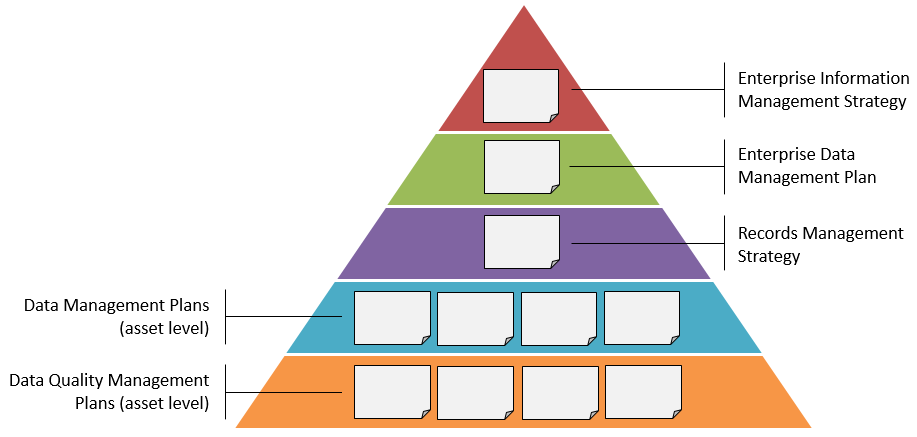 Enterprise Information
Management Strategy
Enterprise Data
Management Plan
Records Management
Strategy
Data Management Plans
(asset level)
Data Quality Management
Plans (asset level)